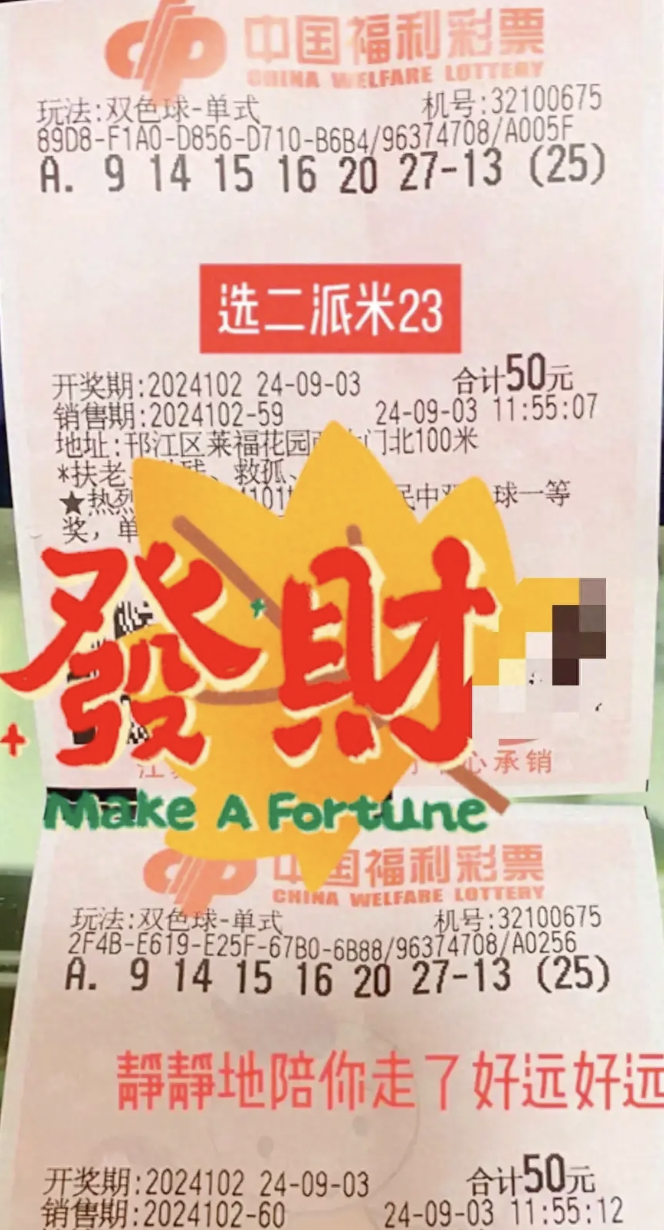 中国福利彩票
CHINA WELFARE LOTTERY
玩法:双色球-单式 机号:32100675
89D8-F1A0-D856-D710-B6B4/96374708/A005F
A. 9 14 15 16 20 27-13 (25)
选二派米23
开奖期:2024102 24-09-03 合计50元
销售期:2024102-59 24-09-03 11:55:07
地址:邗江区莱福花园 门北100米
*扶老、 、救孤、
★热烈 民中 球一等
奖,单
發財
心承销
Make A Fortune
中国福利彩票
CHINA WELFARE LOTTERY
玩法:双色球-单式 机号:32100675
2F4B-E619-E25F-67B0-6B88/96374708/A0256
A. 9 14 15 16 20 27-13 (25)
靜靜地陪你走了好远好远
开奖期:2024102 24-09-03 合计50元
销售期:2024102-60 24-09-03 11:55:12